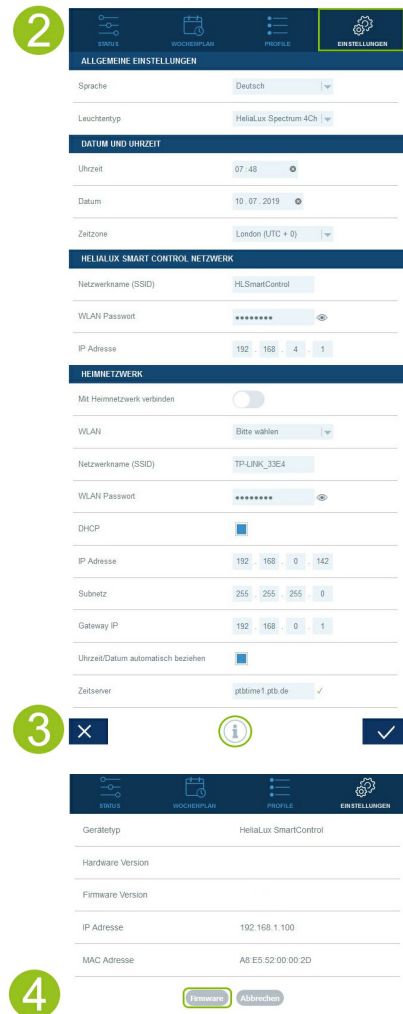 2
STATUS WOCHENPLAN PROFILE EINSTELLUNGEN
ALLGEMEINE EINSTELLUNGEN
Sprache Deutsch
Leuchtentyp HeliaLux Spectrum 4Ch
DATUM UND UHRZEIT
Uhrzeit 07:48
Datum 10.07.2019
Zeitzone London (UTC + 0)
HELIALUX SMART CONTROL NETZWERK
Netzwerkname (SSID) HLSmartControl
WLAN Passwort ••••••••
IP Adresse 192 . 168 . 4 . 1
HEIMNETZWERK
Mit Heimnetzwerk verbinden
WLAN Bitte wählen
Netzwerkname (SSID) TP-LINK_33E4
WLAN Passwort ••••••••
DHCP
IP Adresse 192 . 168 . 0 . 142
Subnetz 255 . 255 . 255 . 0
Gateway IP 192 . 168 . 0 . 1
Uhrzeit/Datum automatisch beziehen
Zeitserver ptbtime1.ptb.de ✓
3 i
STATUS WOCHENPLAN PROFILE EINSTELLUNGEN
Gerätetyp HeliaLux SmartControl
Hardware Version
Firmware Version
IP Adresse 192.168.1.100
MAC Adresse A8:E5:52:00:00:2D
4 Firmware Abbrechen